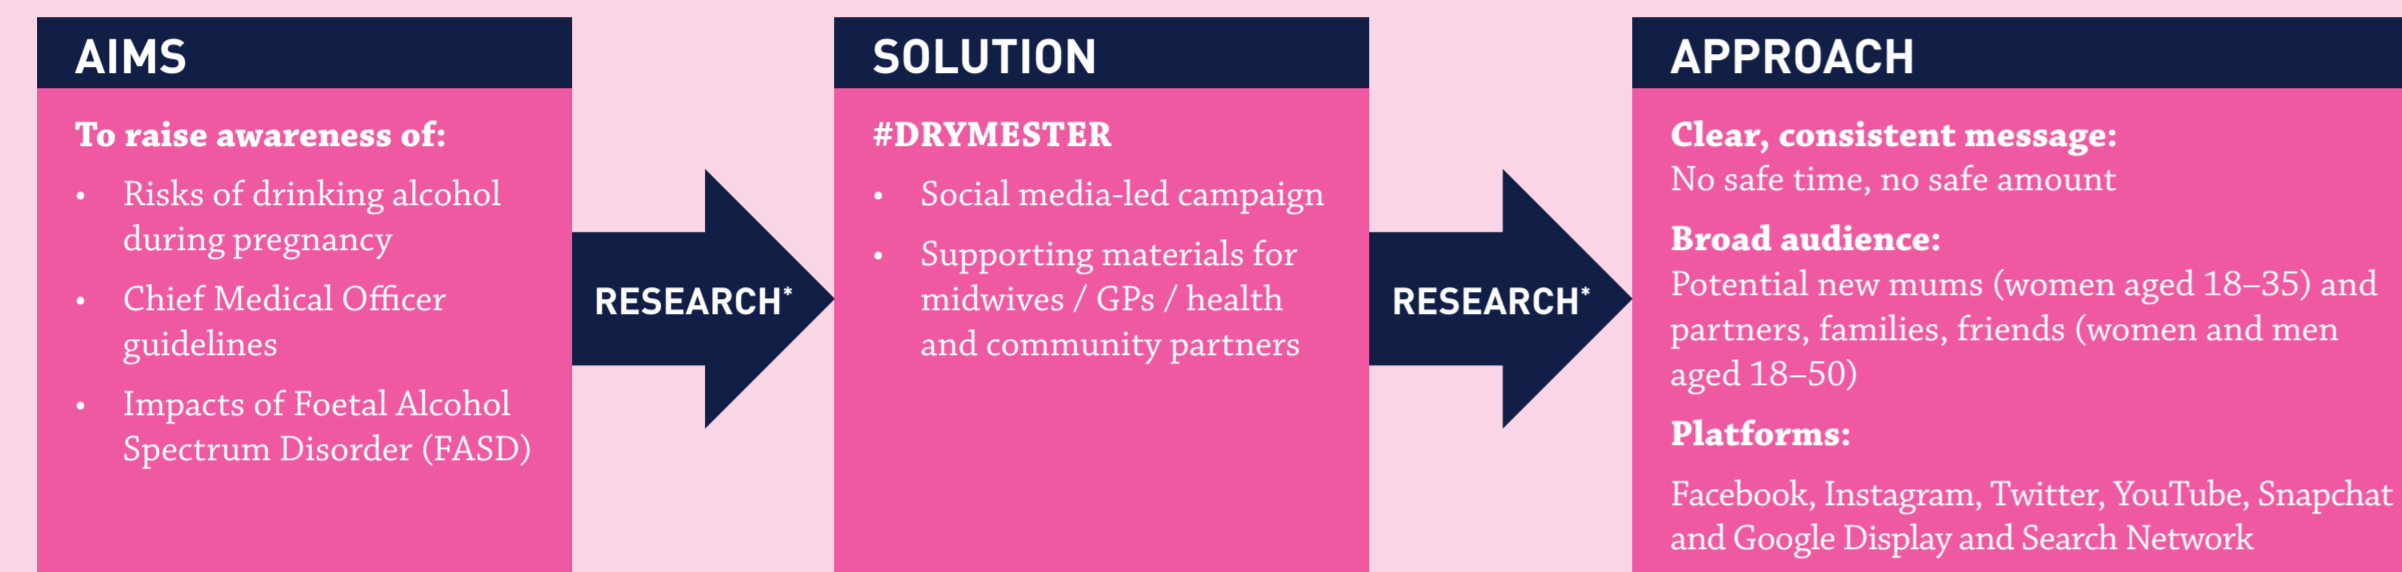 AIMS
To raise awareness of:
• Risks of drinking alcohol
during pregnancy
• Chief Medical Officer
guidelines
• Impacts of Foetal Alcohol
Spectrum Disorder (FASD)
RESEARCH*
SOLUTION
#DRYMESTER
• Social media-led campaign
• Supporting materials for
midwives / GPs / health
and community partners
RESEARCH*
APPROACH
Clear, consistent message:
No safe time, no safe amount
Broad audience:
Potential new mums (women aged 18–35) and
partners, families, friends (women and men
aged 18–50)
Platforms:
Facebook, Instagram, Twitter, YouTube, Snapchat
and Google Display and Search Network